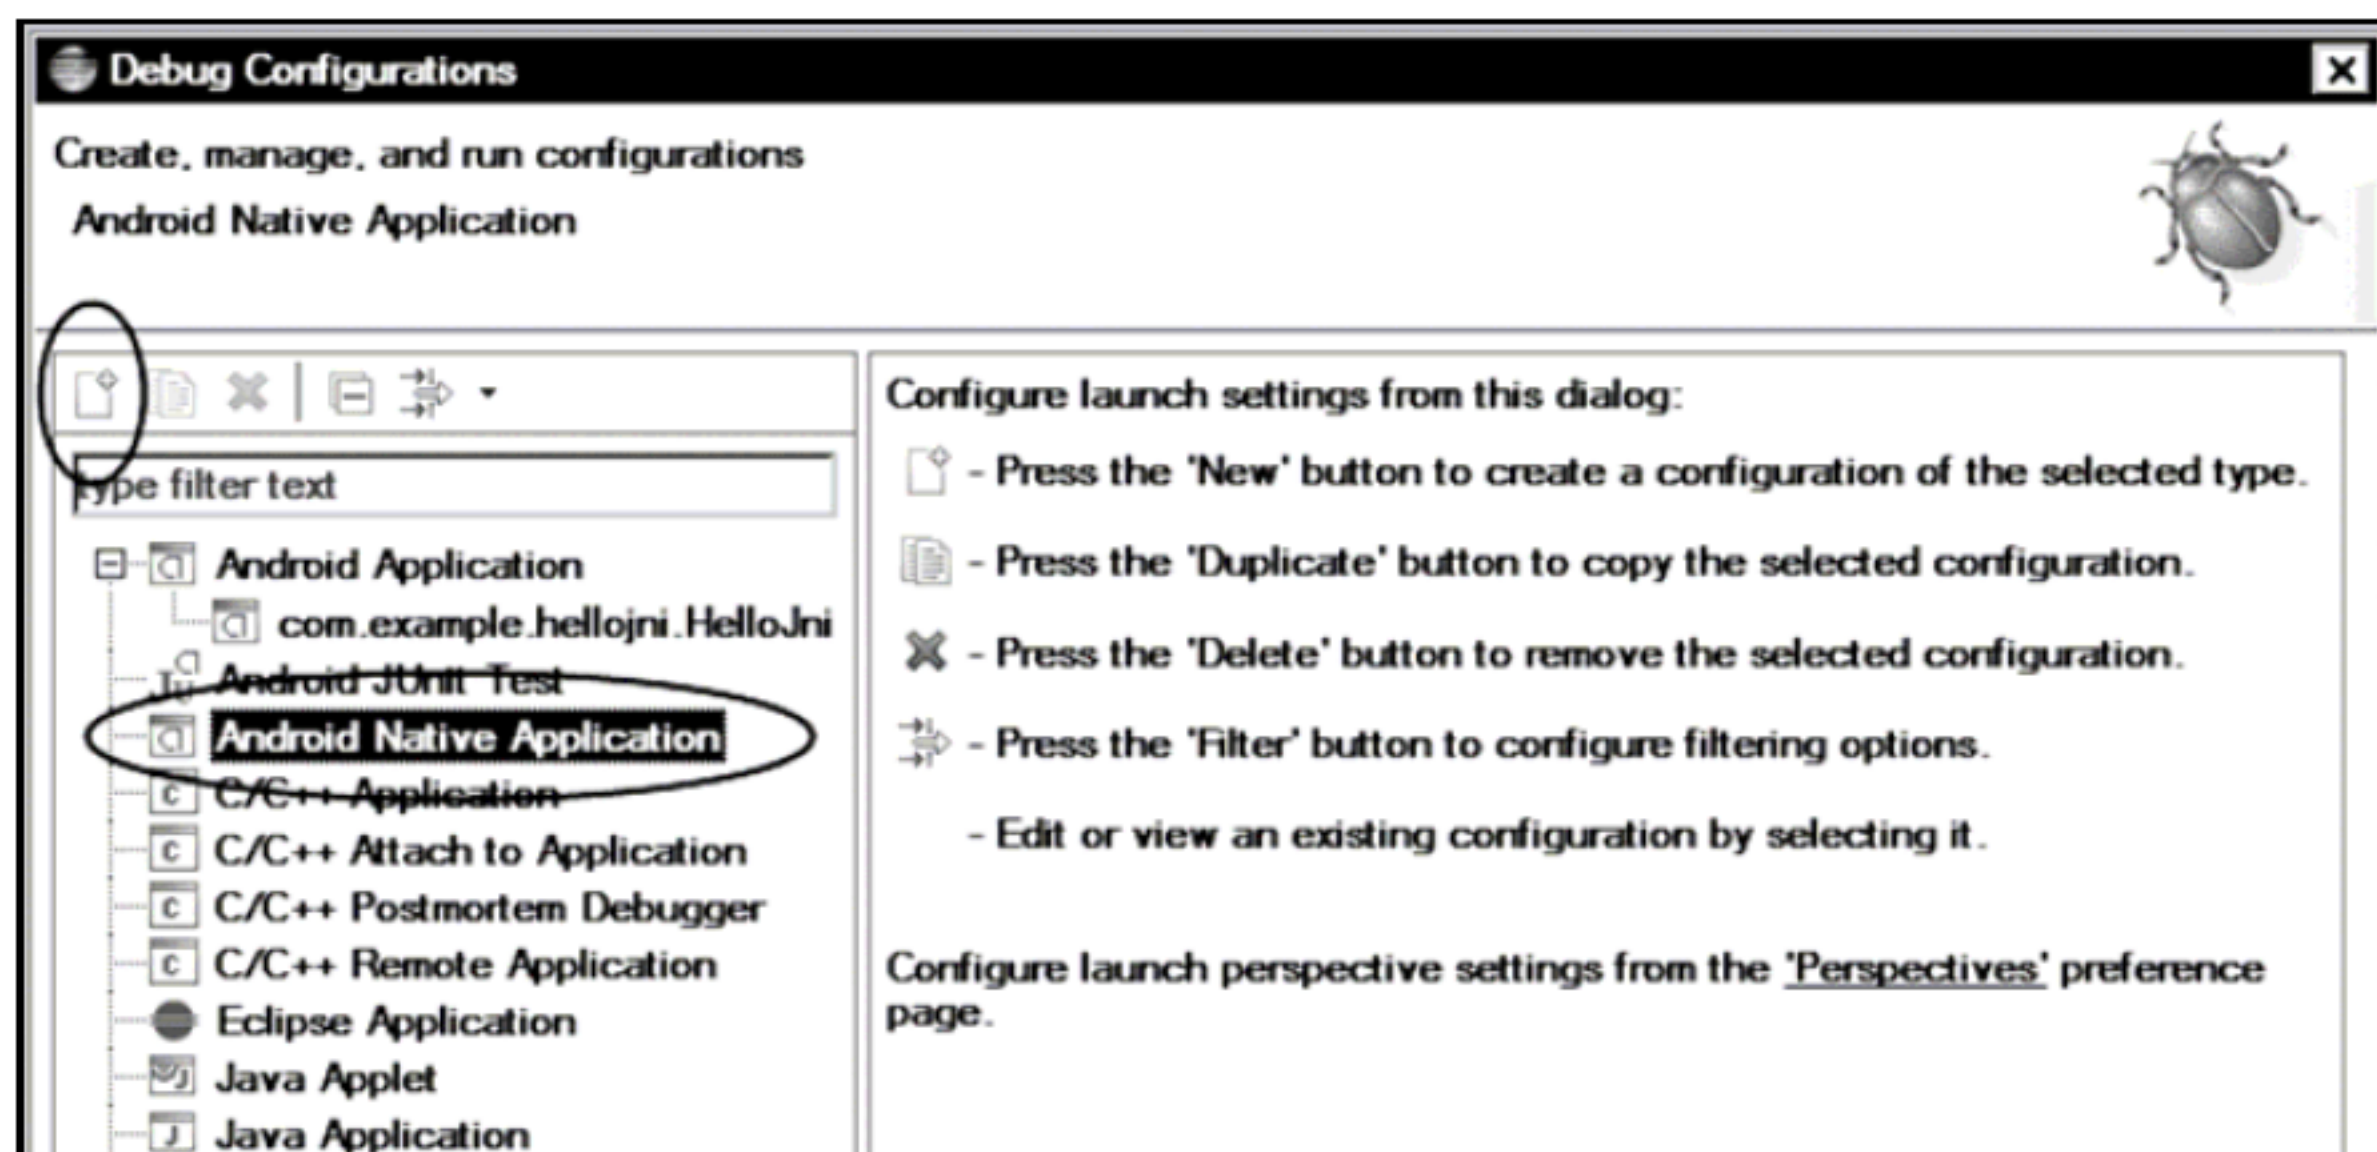 Debug Configurations
Create, manage, and run configurations
Android Native Application
type filter text
Android Application
com.example.hellojni.HelloJni
Android JUnit Test
Android Native Application
C/C++ Application
C/C++ Attach to Application
C/C++ Postmortem Debugger
C/C++ Remote Application
Eclipse Application
Java Applet
Java Application
Configure launch settings from this dialog:
- Press the 'New' button to create a configuration of the selected type.
- Press the 'Duplicate' button to copy the selected configuration.
- Press the 'Delete' button to remove the selected configuration.
- Press the 'Filter' button to configure filtering options.
- Edit or view an existing configuration by selecting it.
Configure launch perspective settings from the 'Perspectives' preference
page.